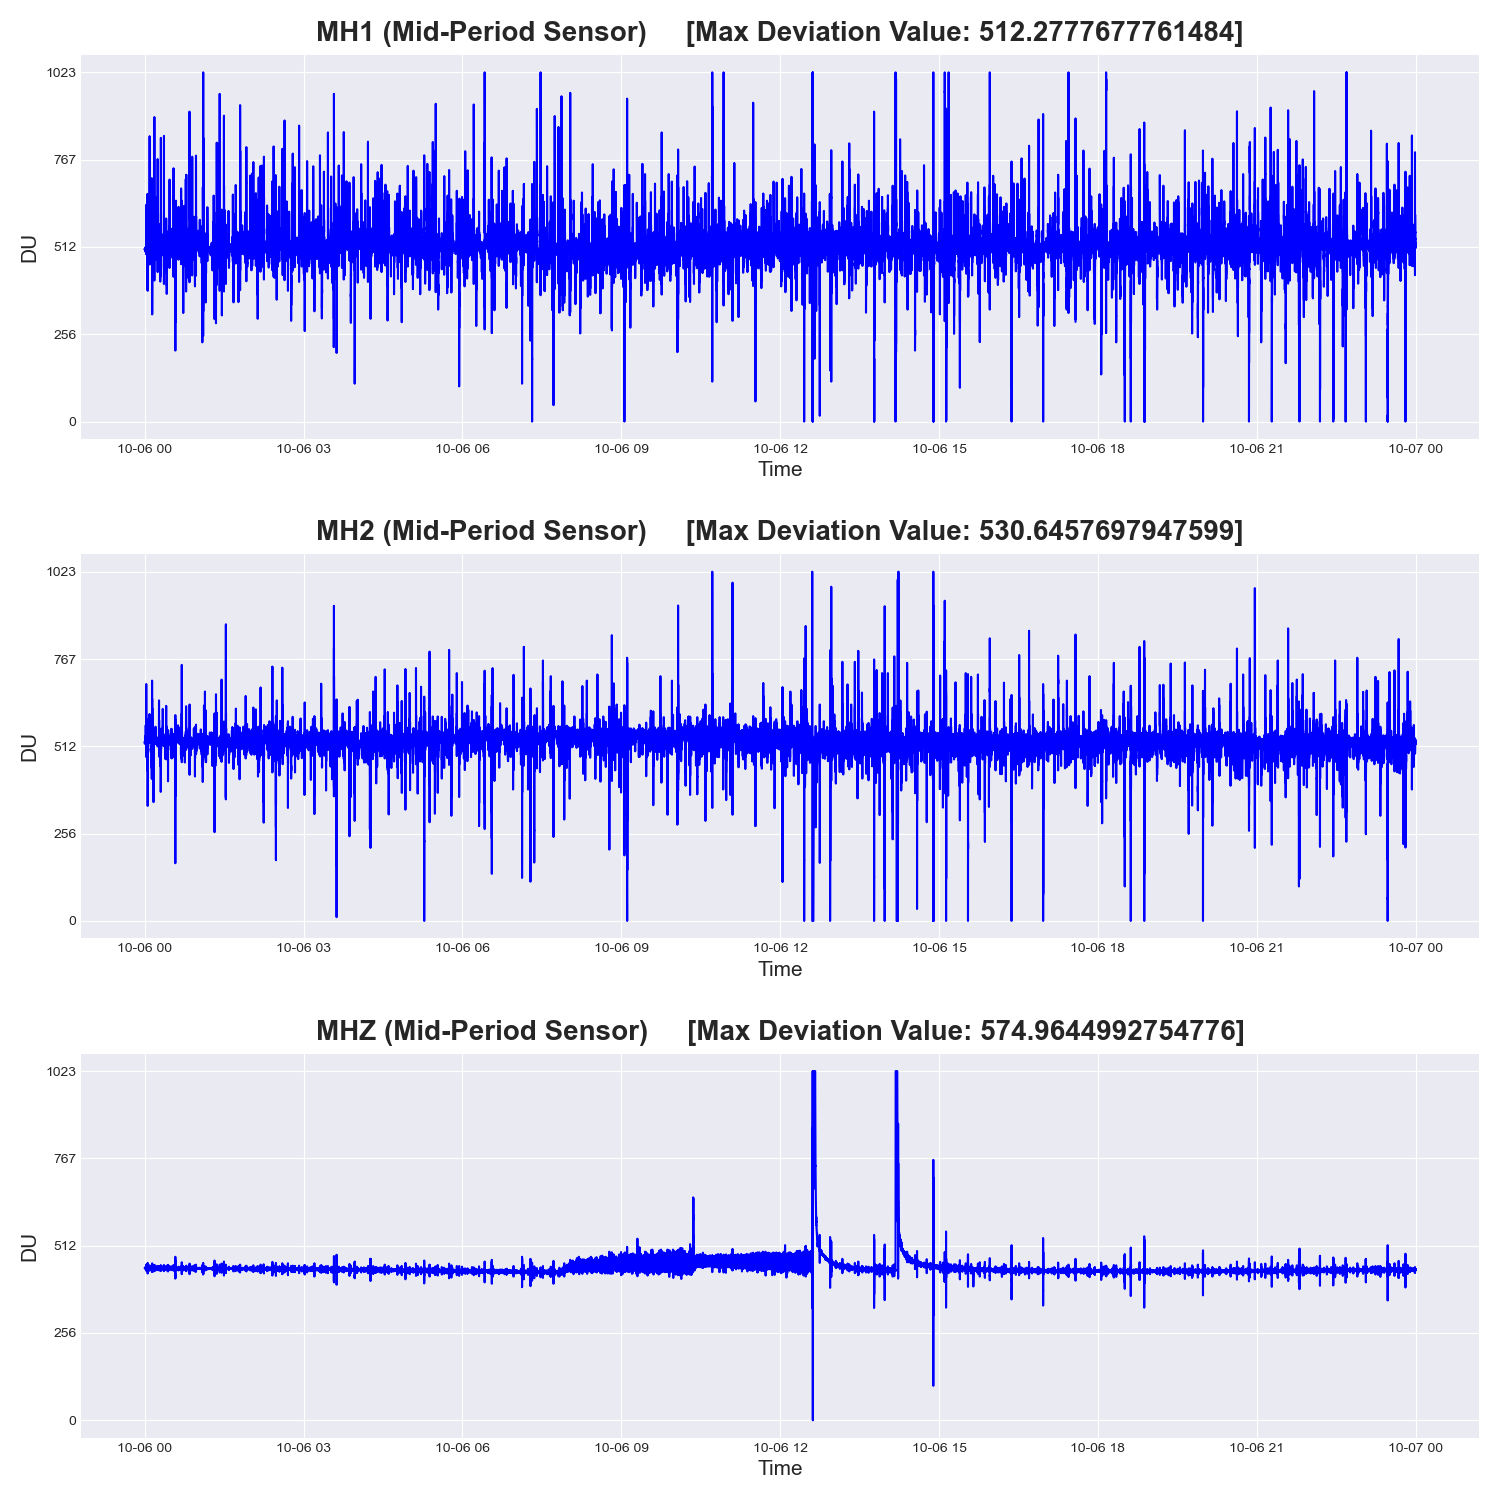 MH1 (Mid-Period Sensor) [Max Deviation Value: 512.2777677761484]
1023
767
512
256
0
DU
10-06 00 10-06 03 10-06 06 10-06 09 10-06 12 10-06 15 10-06 18 10-06 21 10-07 00
Time
MH2 (Mid-Period Sensor) [Max Deviation Value: 530.6457697947599]
1023
767
512
256
0
DU
10-06 00 10-06 03 10-06 06 10-06 09 10-06 12 10-06 15 10-06 18 10-06 21 10-07 00
Time
MHZ (Mid-Period Sensor) [Max Deviation Value: 574.9644992754776]
1023
767
512
256
0
DU
10-06 00 10-06 03 10-06 06 10-06 09 10-06 12 10-06 15 10-06 18 10-06 21 10-07 00
Time